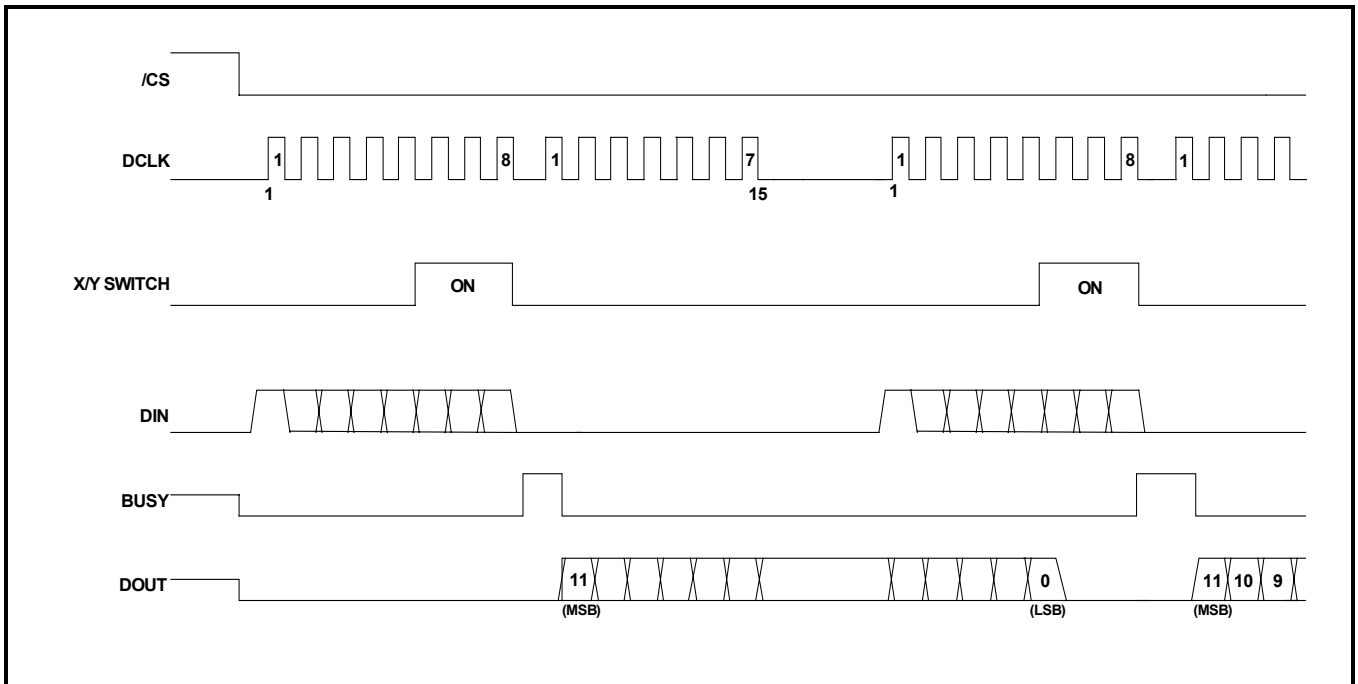 /CS
DCLK
1 8 1 7 1 8 1
1 15 1
X/Y SWITCH
ON ON
DIN
BUSY
DOUT
11 0 11 10 9
(MSB) (LSB) (MSB)